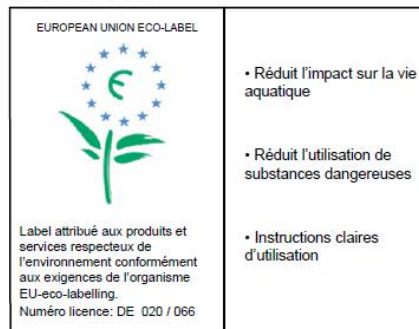 EUROPEAN UNION ECO-LABEL
€
Label attribué aux produits et
services respecteux de
l'environnement conformément
aux exigences de l'organisme
EU-eco-labelling.
Numéro licence: DE 020 / 066
• Réduit l'impact sur la vie
aquatique
• Réduit l'utilisation de
substances dangereuses
• Instructions claires
d'utilisation